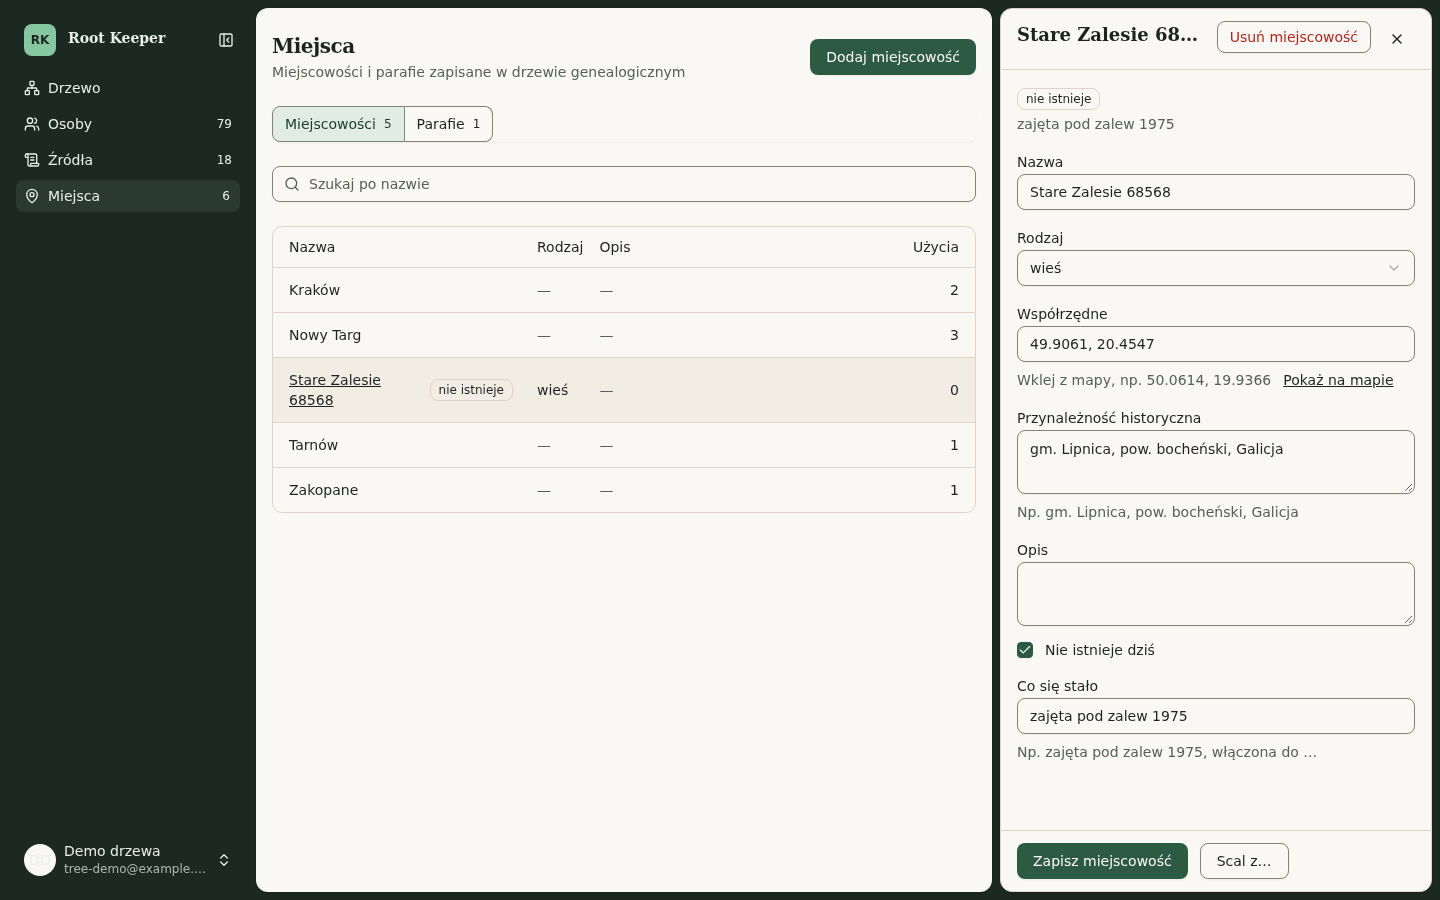 RK
Root Keeper
Drzewo
Osoby 79
Źródła 18
Miejsca 6
DD
Demo drzewa
tree-demo@example....
Miejsca
Miejscowości i parafie zapisane w drzewie genealogicznym
Dodaj miejscowość
Miejscowości 5
Parafie 1
Szukaj po nazwie
Nazwa Rodzaj Opis Użycia
Kraków — — 2
Nowy Targ — — 3
Stare Zalesie
68568
nie istnieje wieś — 0
Tarnów — — 1
Zakopane — — 1
Stare Zalesie 68...
Usuń miejscowość
nie istnieje
zajęta pod zalew 1975
Nazwa
Stare Zalesie 68568
Rodzaj
wieś
Współrzędne
49.9061, 20.4547
Wklej z mapy, np. 50.0614, 19.9366 Pokaż na mapie
Przynależność historyczna
gm. Lipnica, pow. bocheński, Galicja
Np. gm. Lipnica, pow. bocheński, Galicja
Opis
Nie istnieje dziś
Co się stało
zajęta pod zalew 1975
Np. zajęta pod zalew 1975, włączona do …
Zapisz miejscowość
Scal z…